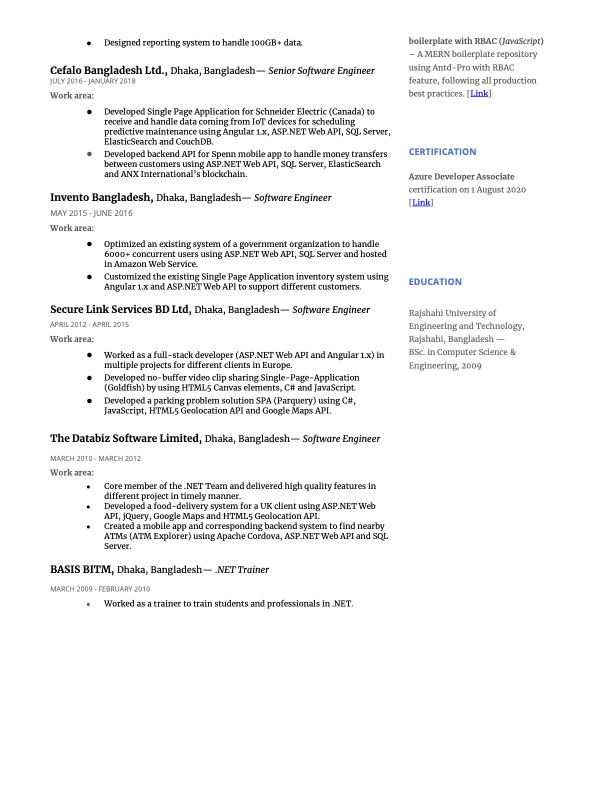 ● Designed reporting system to handle 100GB+ data.
Cefalo Bangladesh Ltd., Dhaka, Bangladesh— Senior Software Engineer
JULY 2016 - JANUARY 2018
Work area:
● Developed Single Page Application for Schneider Electric (Canada) to
receive and handle data coming from IoT devices for scheduling
predictive maintenance using Angular 1.x, ASP.NET Web API, SQL Server,
ElasticSearch and CouchDB.
● Developed backend API for Spenn mobile app to handle money transfers
between customers using ASP.NET Web API, SQL Server, ElasticSearch
and ANX International's blockchain.
Invento Bangladesh, Dhaka, Bangladesh— Software Engineer
MAY 2015 - JUNE 2016
Work area:
● Optimized an existing system of a government organization to handle
6000+ concurrent users using ASP.NET Web API, SQL Server and hosted
in Amazon Web Service.
● Customized the existing Single Page Application inventory system using
Angular 1.x and ASP.NET Web API to support different customers.
Secure Link Services BD Ltd, Dhaka, Bangladesh— Software Engineer
APRIL 2012 - APRIL 2015
Work area:
● Worked as a full-stack developer (ASP.NET Web API and Angular 1.x) in
multiple projects for different clients in Europe.
● Developed no-buffer video clip sharing Single-Page-Application
(Goldfish) by using HTML5 Canvas elements, C# and JavaScript.
● Developed a parking problem solution SPA (Parquery) using C#,
JavaScript, HTML5 Geolocation API and Google Maps API.
The Databiz Software Limited, Dhaka, Bangladesh— Software Engineer
MARCH 2010 - MARCH 2012
Work area:
● Core member of the .NET Team and delivered high quality features in
different project in timely manner.
● Developed a food-delivery system for a UK client using ASP.NET Web
API, jQuery, Google Maps and HTML5 Geolocation API.
● Created a mobile app and corresponding backend system to find nearby
ATMs (ATM Explorer) using Apache Cordova, ASP.NET Web API and SQL
Server.
BASIS BITM, Dhaka, Bangladesh— .NET Trainer
MARCH 2009 - FEBRUARY 2010
● Worked as a trainer to train students and professionals in .NET.
boilerplate with RBAC (JavaScript)
– A MERN boilerplate repository
using Antd-Pro with RBAC
feature, following all production
best practices. [Link]
CERTIFICATION
Azure Developer Associate
certification on 1 August 2020
[Link]
EDUCATION
Rajshahi University of
Engineering and Technology,
Rajshahi, Bangladesh —
BSc. in Computer Science &
Engineering, 2009